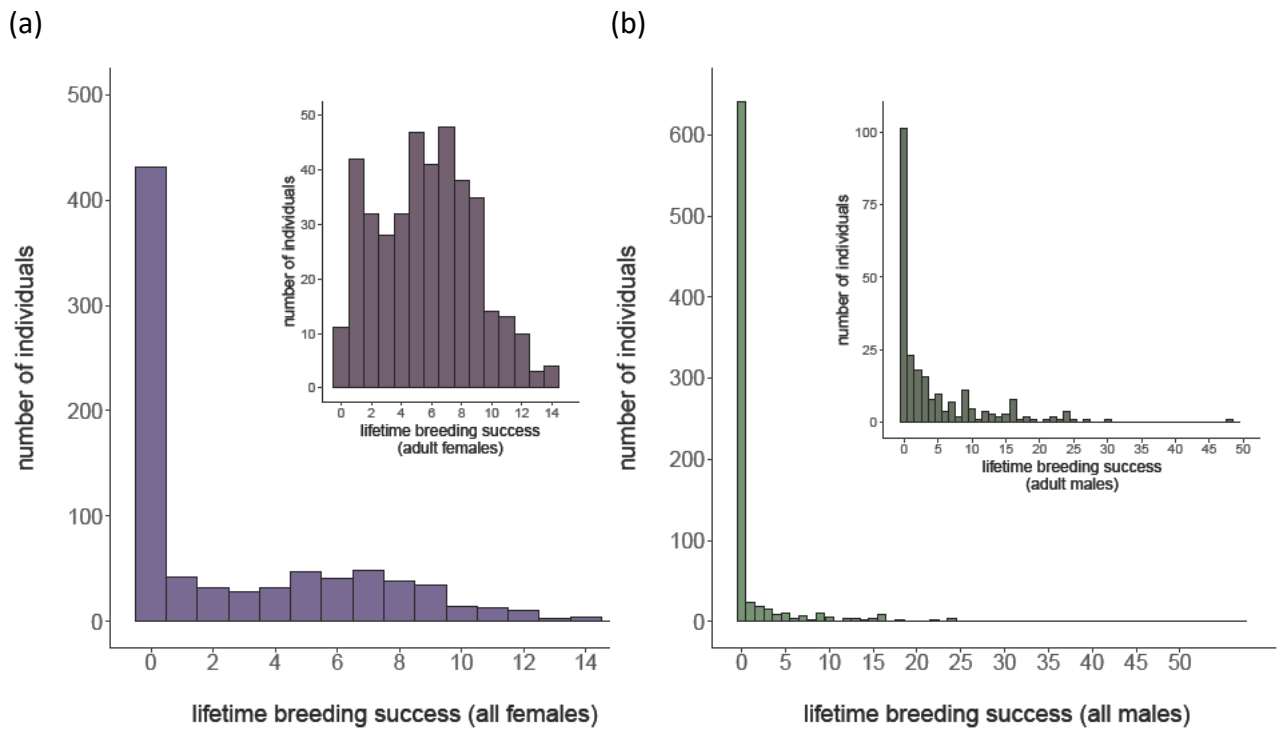 (a)
500
400
300
200
100
0
number of individuals
0 2 4 6 8 10 12 14
lifetime breeding success (all females)
50
40
30
20
10
0
number of individuals
0 2 4 6 8 10 12 14
lifetime breeding success
(adult females)
(b)
600
500
400
300
200
100
0
number of individuals
0 5 10 15 20 25 30 35 40 45 50
lifetime breeding success (all males)
100
75
50
25
0
number of individuals
0 5 10 15 20 25 30 35 40 45 50
lifetime breeding success
(adult males)